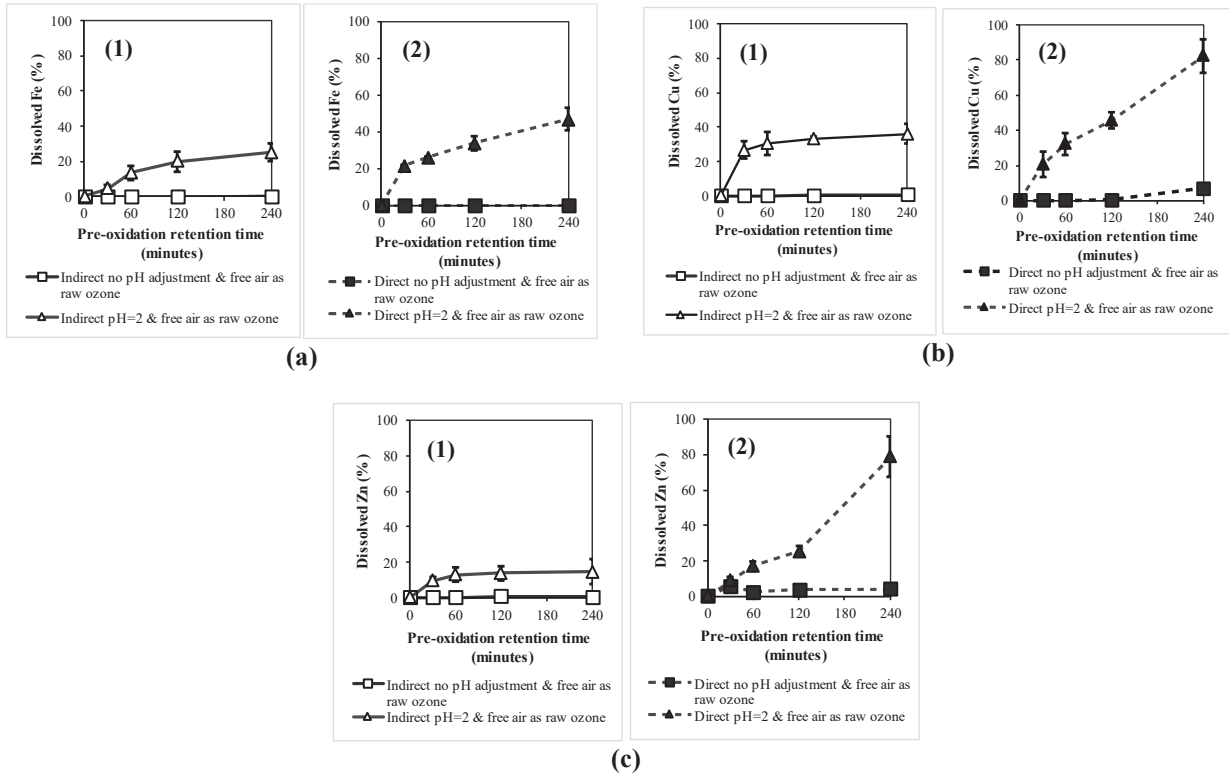 100
80
60
40
20
0
Dissolved Fe (%)
(1)
0 60 120 180 240
Pre-oxidation retention time
(minutes)
Indirect no pH adjustment & free air as
raw ozone
Indirect pH=2 & free air as raw ozone
100
80
60
40
20
0
Dissolved Fe (%)
(2)
0 60 120 180 240
Pre-oxidation retention time
(minutes)
Direct no pH adjustment & free air as
raw ozone
Direct pH=2 & free air as raw ozone
(a)
100
80
60
40
20
0
Dissolved Cu (%)
(1)
0 60 120 180 240
Pre-oxidation retention time
(minutes)
Indirect no pH adjustment & free air as
raw ozone
Indirect pH=2 & free air as raw ozone
100
80
60
40
20
0
Dissolved Cu (%)
(2)
0 60 120 180 240
Pre-oxidation retention time
(minutes)
Direct no pH adjustment & free air as
raw ozone
Direct pH=2 & free air as raw ozone
(b)
100
80
60
40
20
0
Dissolved Zn (%)
(1)
0 60 120 180 240
Pre-oxidation retention time
(minutes)
Indirect no pH adjustment & free air as
raw ozone
Indirect pH=2 & free air as raw ozone
100
80
60
40
20
0
Dissolved Zn (%)
(2)
0 60 120 180 240
Pre-oxidation retention time
(minutes)
Direct no pH adjustment & free air as
raw ozone
Direct pH=2 & free air as raw ozone
(c)